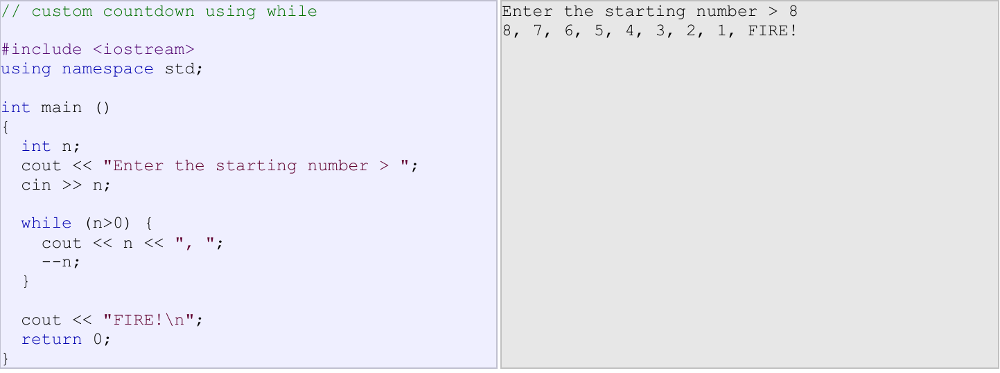 // custom countdown using while
#include <iostream>
using namespace std;
int main ()
{
  int n;
  cout << "Enter the starting number > ";
  cin >> n;
  while (n>0) {
    cout << n << ", ";
    --n;
  }
  cout << "FIRE!\n";
  return 0;
}
Enter the starting number > 8
8, 7, 6, 5, 4, 3, 2, 1, FIRE!